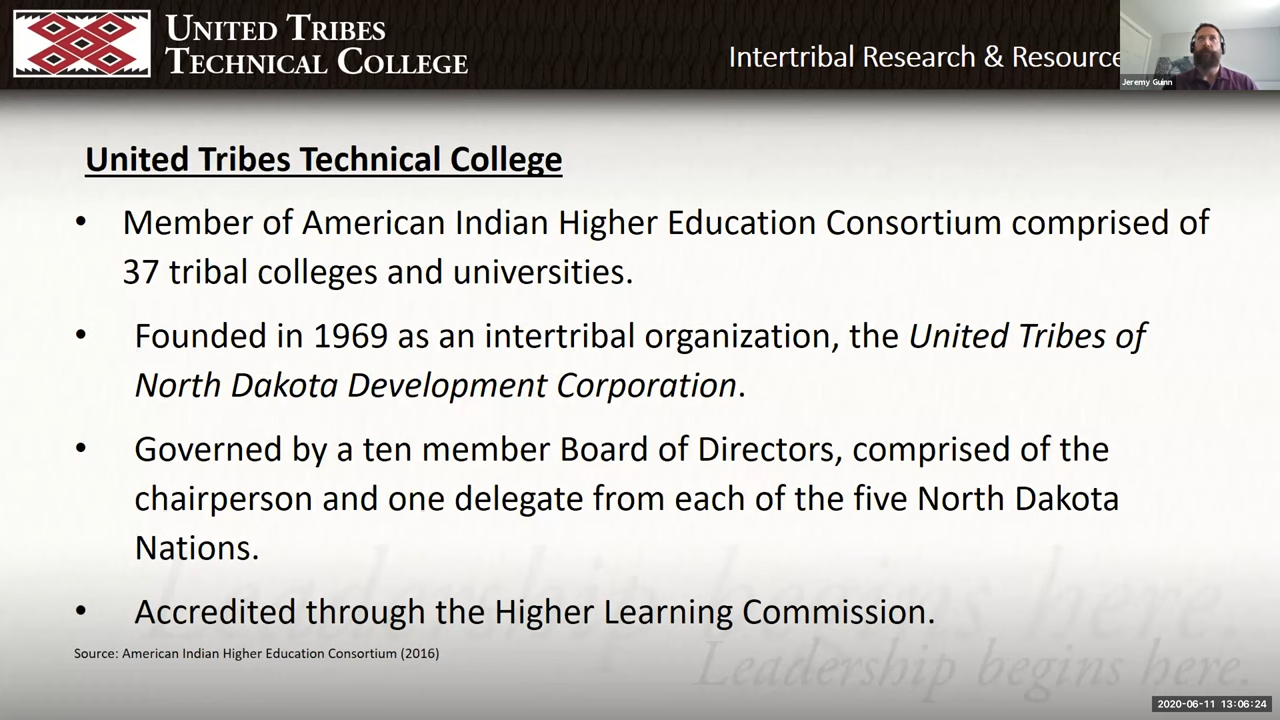 UNITED TRIBES
TECHNICAL COLLEGE
Intertribal Research & Resource
Jeremy Guinn
United Tribes Technical College
• Member of American Indian Higher Education Consortium comprised of
37 tribal colleges and universities.
• Founded in 1969 as an intertribal organization, the United Tribes of
North Dakota Development Corporation.
• Governed by a ten member Board of Directors, comprised of the
chairperson and one delegate from each of the five North Dakota
Nations.
• Accredited through the Higher Learning Commission.
Source: American Indian Higher Education Consortium (2016)
Leadership begins here.
Leadership begins here.
2020-06-11 13:06:24